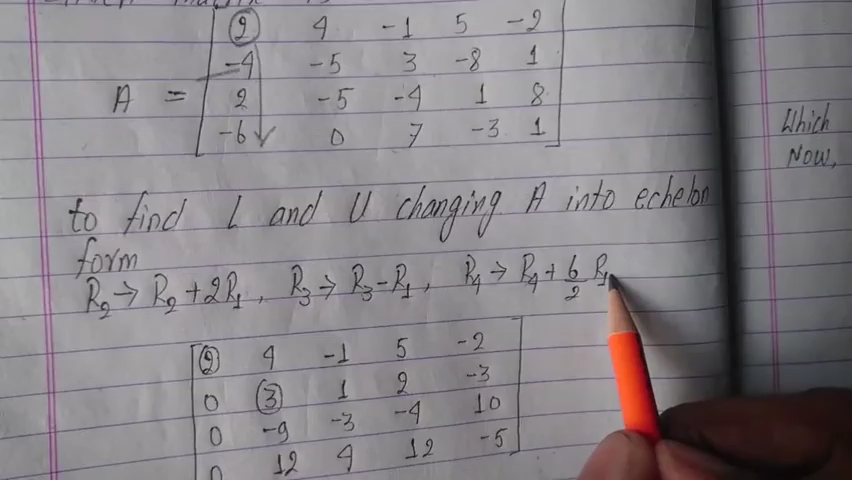 2 4 -1 5 -2
-4 -5 3 -8 1
A = 2 -5 -4 1 8
-6 0 7 -3 1
to find L and U changing A into echelon
form
R2 → R2 + 2R1, R3 → R3 - R1, R4 → R4 + 6/2 R1
2 4 -1 5 -2
0 3 1 2 -3
0 -9 -3 -4 10
0 12 4 12 -5
Which
Now,